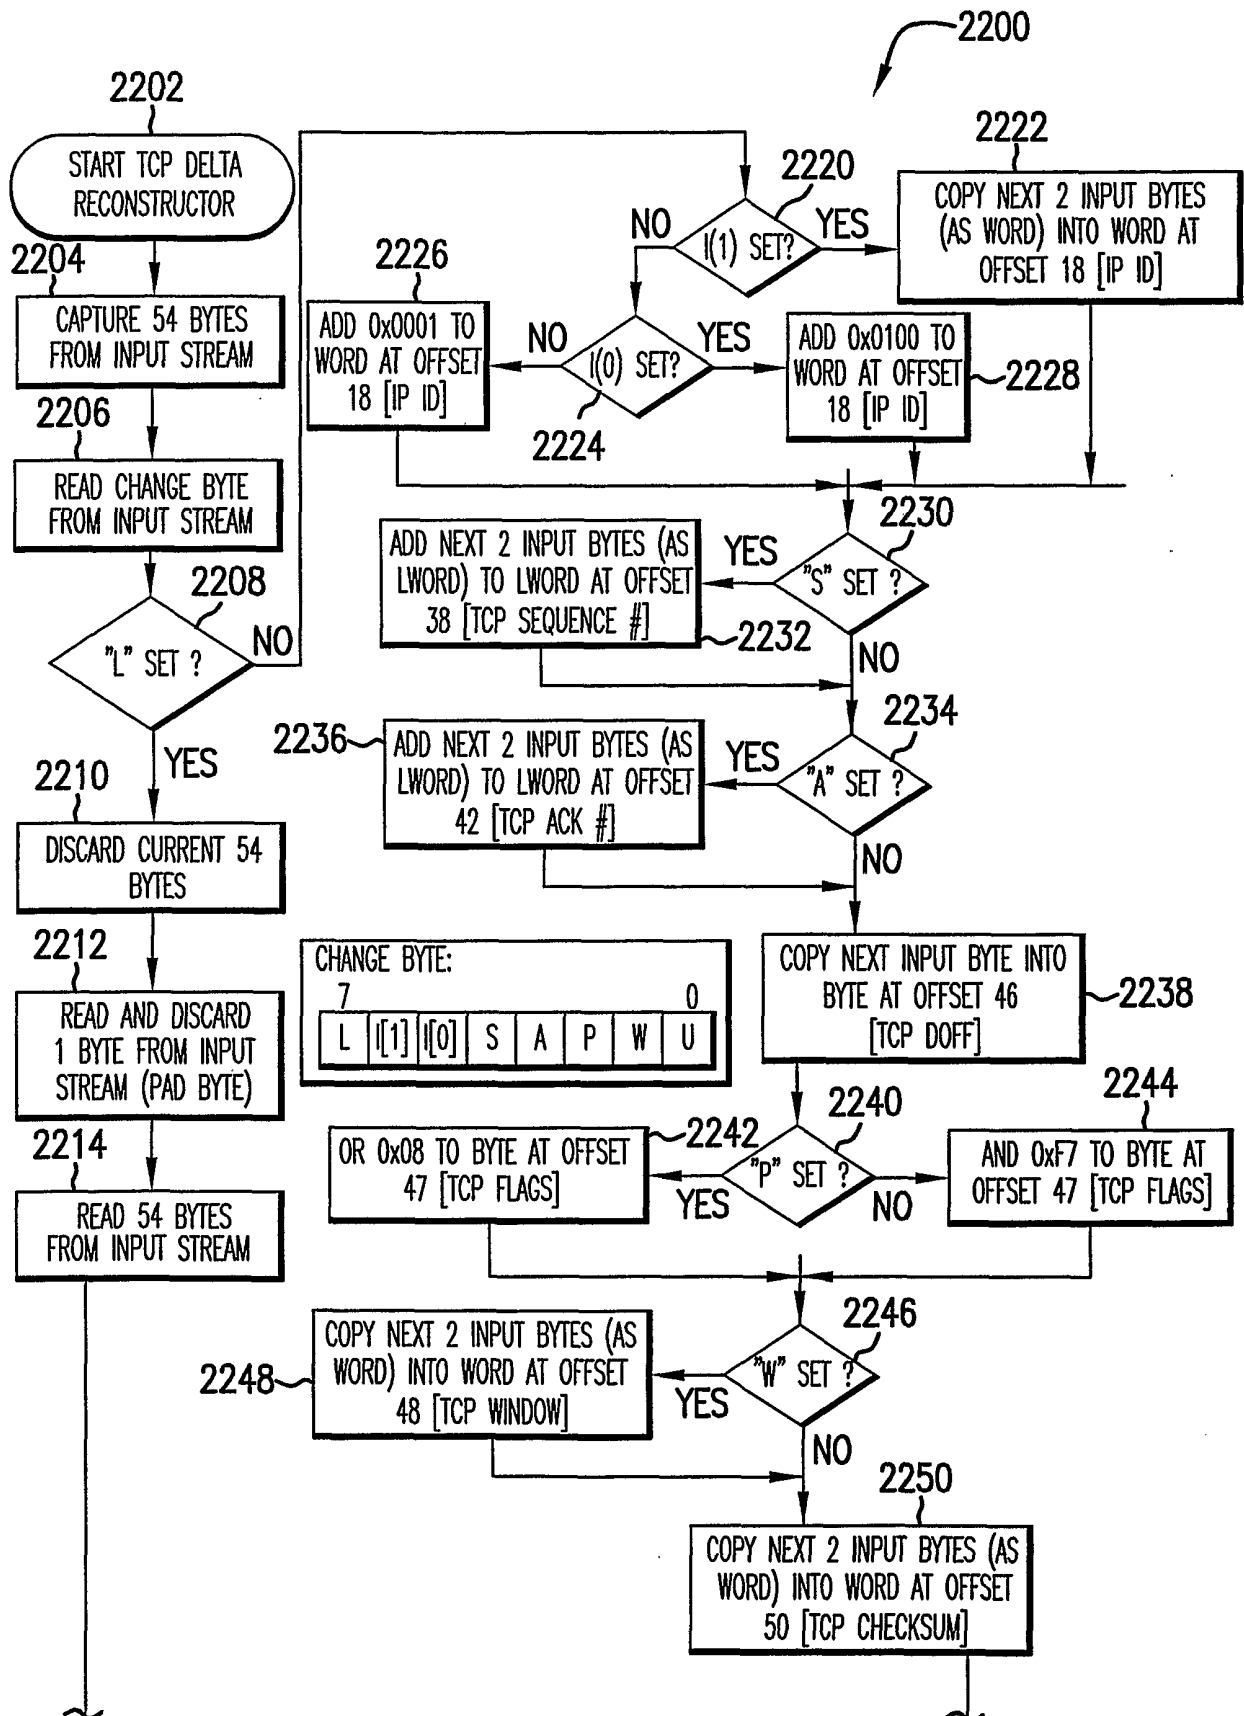 2200
2202
START TCP DELTA
RECONSTRUCTOR
2204
CAPTURE 54 BYTES
FROM INPUT STREAM
2206
READ CHANGE BYTE
FROM INPUT STREAM
2208
"L" SET ?
NO
YES
2210
DISCARD CURRENT 54
BYTES
2212
READ AND DISCARD
1 BYTE FROM INPUT
STREAM (PAD BYTE)
2214
READ 54 BYTES
FROM INPUT STREAM
2220
I(1) SET?
NO
YES
2222
COPY NEXT 2 INPUT BYTES
(AS WORD) INTO WORD AT
OFFSET 18 [IP ID]
2224
I(0) SET?
NO
YES
2226
ADD 0x0001 TO
WORD AT OFFSET
18 [IP ID]
ADD 0x0100 TO
WORD AT OFFSET
18 [IP ID]
2228
2230
"S" SET ?
YES
NO
ADD NEXT 2 INPUT BYTES (AS
LWORD) TO LWORD AT OFFSET
38 [TCP SEQUENCE #]
2232
2234
"A" SET ?
YES
NO
2236
ADD NEXT 2 INPUT BYTES (AS
LWORD) TO LWORD AT OFFSET
42 [TCP ACK #]
COPY NEXT INPUT BYTE INTO
BYTE AT OFFSET 46
[TCP DOFF]
2238
CHANGE BYTE:
7 0
L I[1] I[0] S A P W U
2240
"P" SET ?
YES
NO
2242
OR 0x08 TO BYTE AT OFFSET
47 [TCP FLAGS]
2244
AND 0xF7 TO BYTE AT
OFFSET 47 [TCP FLAGS]
2246
"W" SET ?
YES
NO
2248
COPY NEXT 2 INPUT BYTES (AS
WORD) INTO WORD AT OFFSET
48 [TCP WINDOW]
2250
COPY NEXT 2 INPUT BYTES (AS
WORD) INTO WORD AT OFFSET
50 [TCP CHECKSUM]